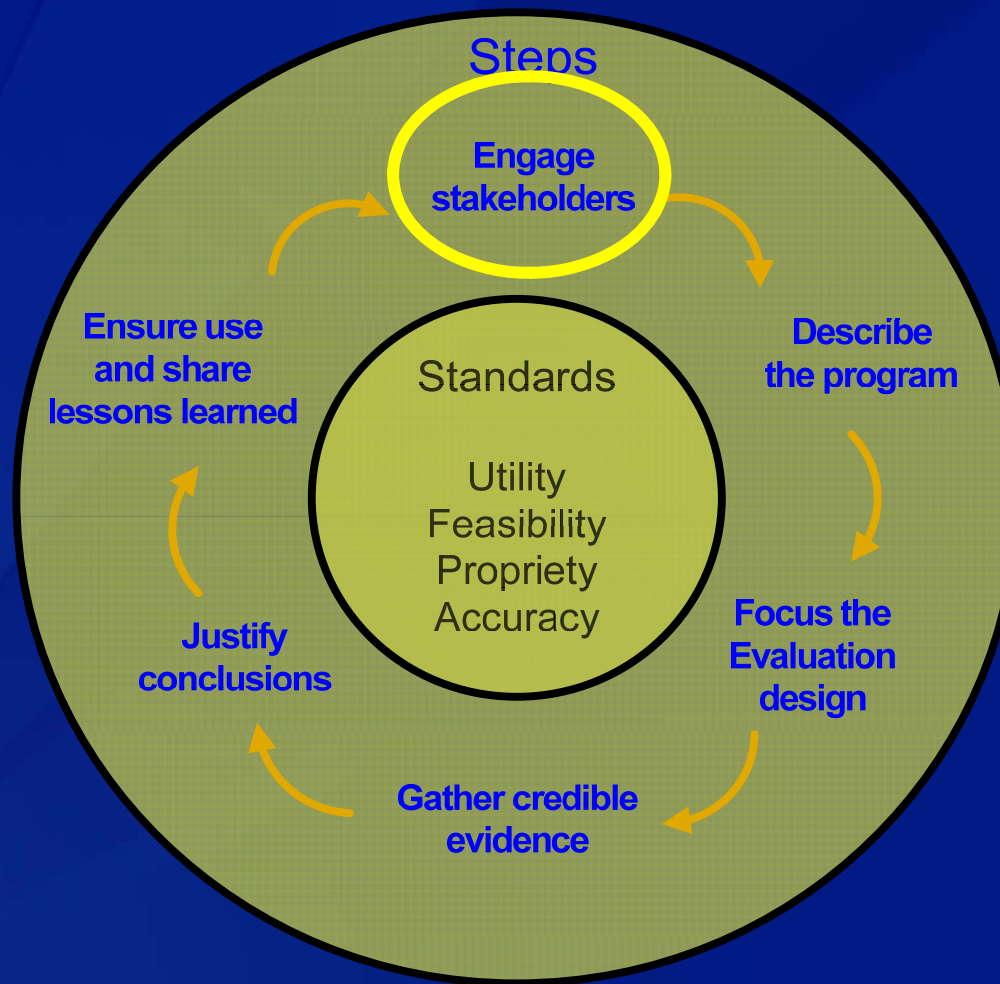 Steps
Engage
stakeholders
Describe
the program
Focus the
Evaluation
design
Gather credible
evidence
Justify
conclusions
Ensure use
and share
lessons learned
Standards
Utility
Feasibility
Propriety
Accuracy